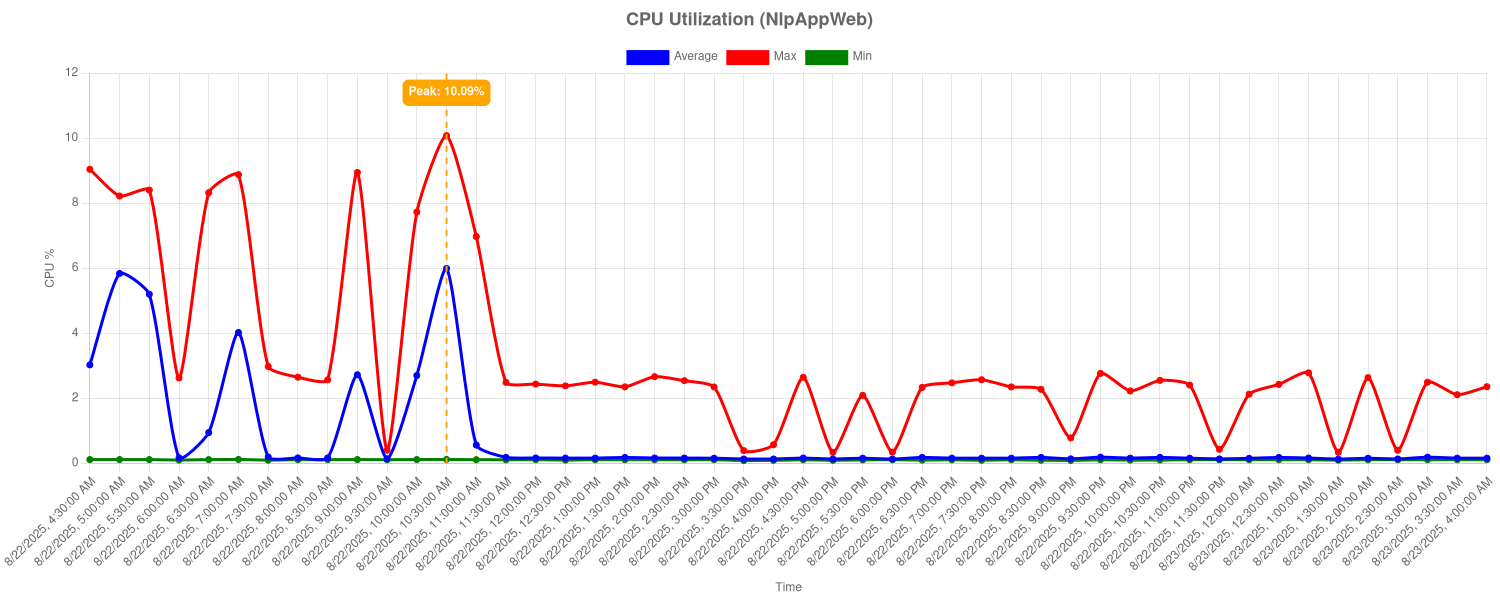 CPU Utilization (NlpAppWeb)
Average Max Min
Peak: 10.09%
12
10
8
6
4
2
0
CPU %
8/22/2025, 4:30:00 AM
8/22/2025, 5:00:00 AM
8/22/2025, 5:30:00 AM
8/22/2025, 6:00:00 AM
8/22/2025, 6:30:00 AM
8/22/2025, 7:00:00 AM
8/22/2025, 7:30:00 AM
8/22/2025, 8:00:00 AM
8/22/2025, 8:30:00 AM
8/22/2025, 9:00:00 AM
8/22/2025, 9:30:00 AM
8/22/2025, 10:00:00 AM
8/22/2025, 10:30:00 AM
8/22/2025, 11:00:00 AM
8/22/2025, 11:30:00 AM
8/22/2025, 12:00:00 PM
8/22/2025, 12:30:00 PM
8/22/2025, 1:00:00 PM
8/22/2025, 1:30:00 PM
8/22/2025, 2:00:00 PM
8/22/2025, 2:30:00 PM
8/22/2025, 3:00:00 PM
8/22/2025, 3:30:00 PM
8/22/2025, 4:00:00 PM
8/22/2025, 4:30:00 PM
8/22/2025, 5:00:00 PM
8/22/2025, 5:30:00 PM
8/22/2025, 6:00:00 PM
8/22/2025, 6:30:00 PM
8/22/2025, 7:00:00 PM
8/22/2025, 7:30:00 PM
8/22/2025, 8:00:00 PM
8/22/2025, 8:30:00 PM
8/22/2025, 9:00:00 PM
8/22/2025, 9:30:00 PM
8/22/2025, 10:00:00 PM
8/22/2025, 10:30:00 PM
8/22/2025, 11:00:00 PM
8/22/2025, 11:30:00 PM
8/23/2025, 12:00:00 AM
8/23/2025, 12:30:00 AM
8/23/2025, 1:00:00 AM
8/23/2025, 1:30:00 AM
8/23/2025, 2:00:00 AM
8/23/2025, 2:30:00 AM
8/23/2025, 3:00:00 AM
8/23/2025, 3:30:00 AM
8/23/2025, 4:00:00 AM
Time